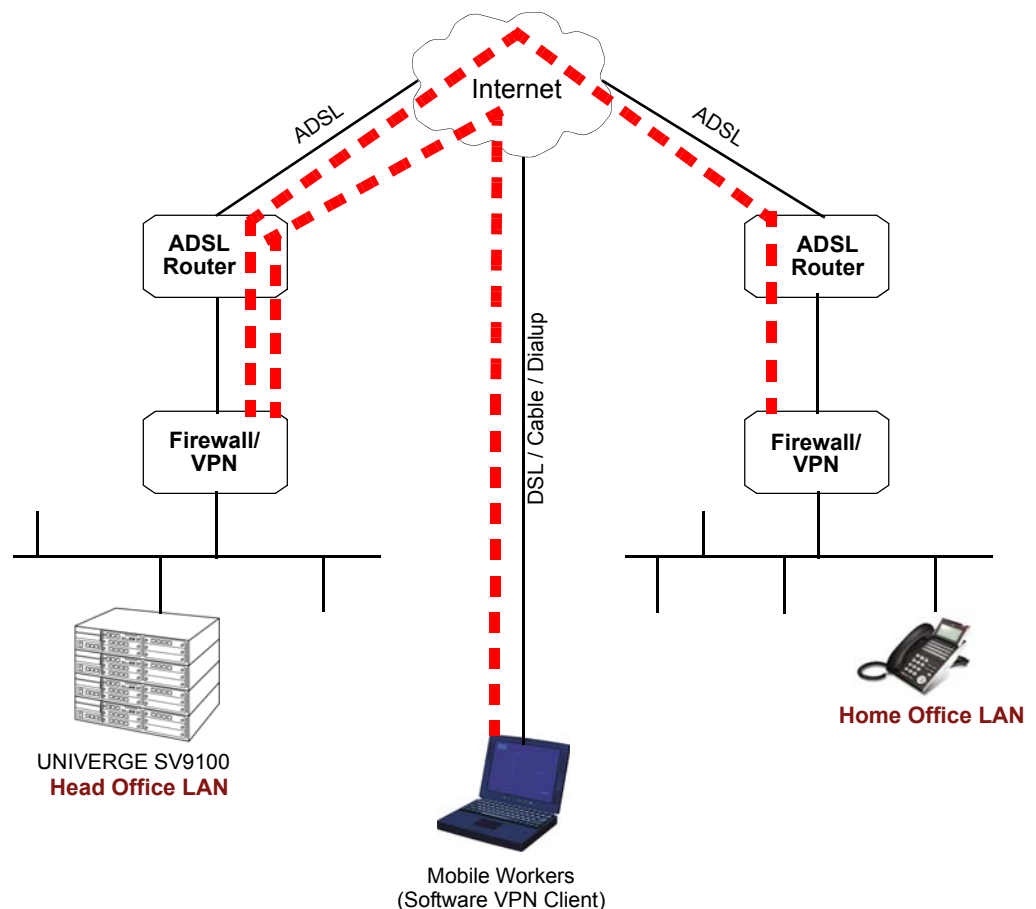 Internet
ADSL
ADSL
ADSL
Router
ADSL
Router
DSL / Cable / Dialup
Firewall/
VPN
Firewall/
VPN
UNIVERGE SV9100
Head Office LAN
Home Office LAN
Mobile Workers
(Software VPN Client)